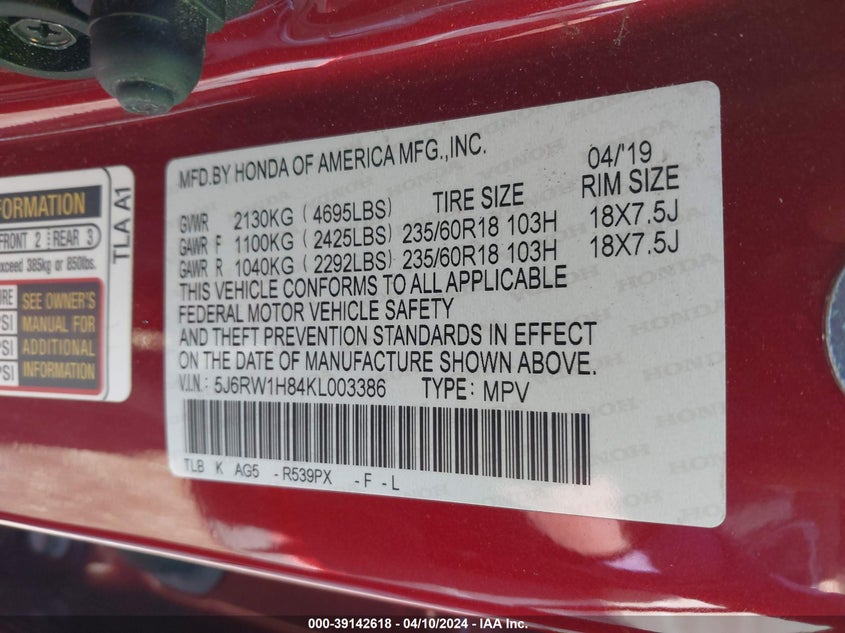 MFD.BY HONDA OF AMERICA MFG.,INC. 04/'19
TIRE SIZE RIM SIZE
GVWR 2130KG (4695LBS)
GAWR F 1100KG (2425LBS) 235/60R18 103H 18X7.5J
GAWR R 1040KG (2292LBS) 235/60R18 103H 18X7.5J
THIS VEHICLE CONFORMS TO ALL APPLICABLE
FEDERAL MOTOR VEHICLE SAFETY
AND THEFT PREVENTION STANDARDS IN EFFECT
ON THE DATE OF MANUFACTURE SHOWN ABOVE.
V.I.N.: 5J6RW1H84KL003386 TYPE: MPV
TLB K AG5 -R539PX -F-L
FRONT 2 REAR 3
385kg or 850lbs.
SEE OWNER'S
MANUAL FOR
ADDITIONAL
INFORMATION
TLA A1
000-39142618 - 04/10/2024 - IAA Inc.